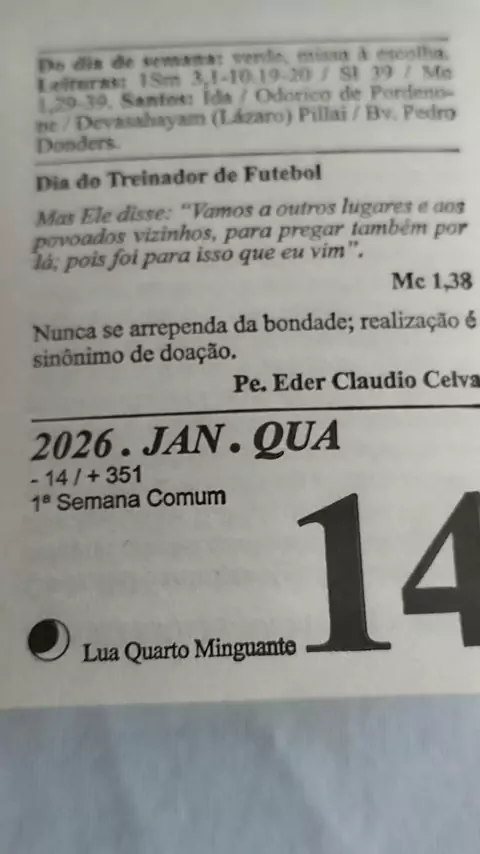 Do dia de semana: verde, missa à escolha.
Leituras: 1Sm 3,1-10.19-20 / Sl 39 / Mc
1,29-39. Santos: Ida / Odorico de Pordeno-
ne / Devasahayam (Lázaro) Pillai / Bv. Pedro
Donders.
Dia do Treinador de Futebol
Mas Ele disse: “Vamos a outros lugares e aos
povoados vizinhos, para pregar também por
lá; pois foi para isso que eu vim”.
Mc 1,38
Nunca se arrependa da bondade; realização é
sinônimo de doação.
Pe. Eder Claudio Celva
2026. JAN. QUA
- 14 / + 351
1ª Semana Comum
14
Lua Quarto Minguante